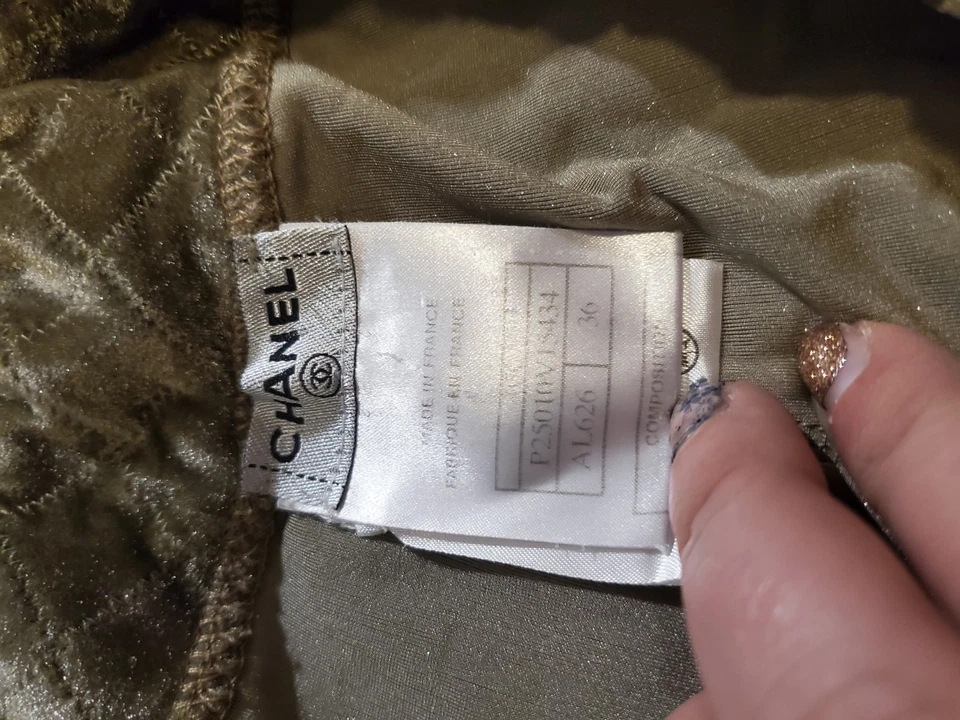 CHANEL
MADE IN FRANCE
FABRIQUE EN FRANCE
P25010V15434
AL626 36
COMPOSITION